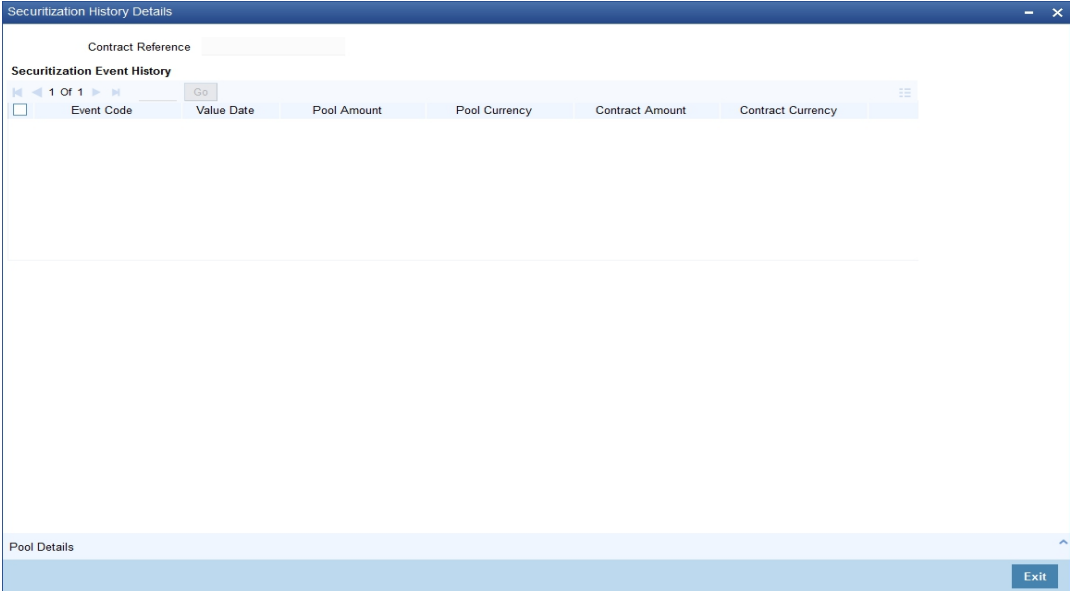 Securitization History Details
Contract Reference
Securitization Event History
1 Of 1 Go
Event Code Value Date Pool Amount Pool Currency Contract Amount Contract Currency
Pool Details
Exit